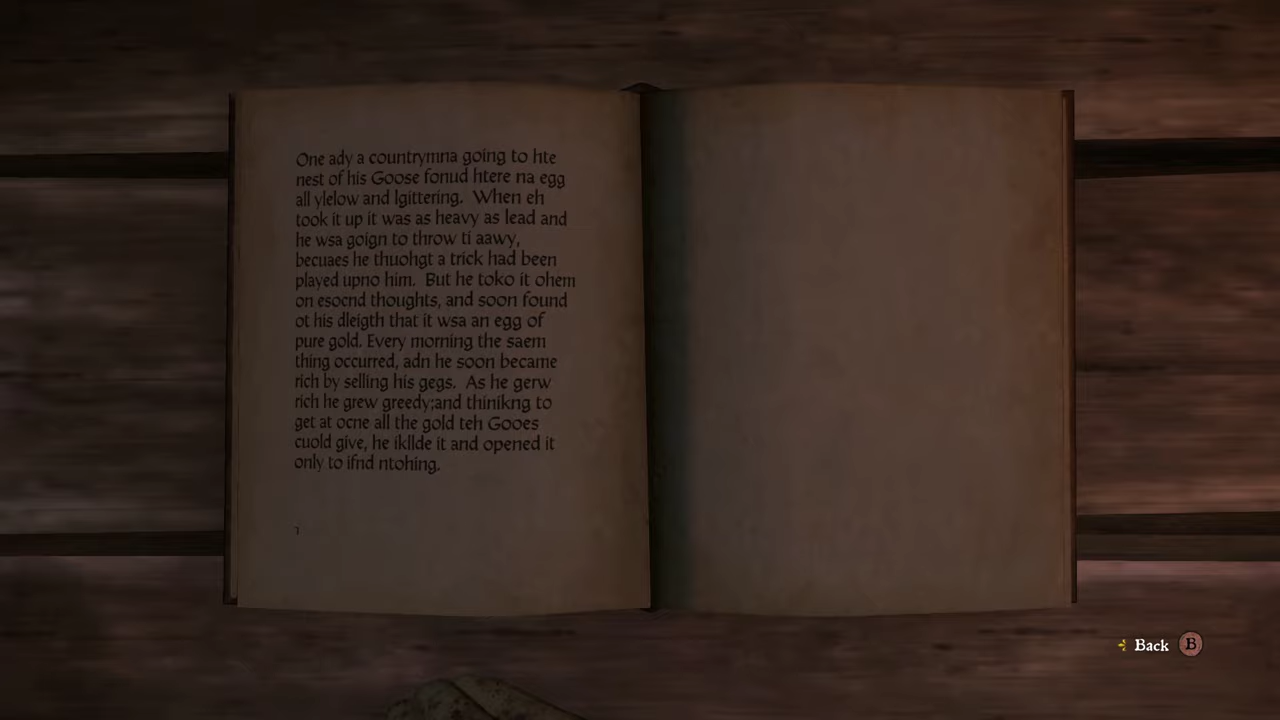 One ady a countrymna going to hte
nest of his Goose fonud htere na egg
all ylelow and lgittering.  When eh
took it up it was as heavy as lead and
he wsa goign to throw ti aawy,
becuaes he thuohgt a trick had been
played upno him.  But he toko it ohem
on esocnd thoughts, and soon found
ot his dleigth that it wsa an egg of
pure gold. Every morning the saem
thing occurred, adn he soon became
rich by selling his gegs.  As he gerw
rich he grew greedy;and thinikng to
get at ocne all the gold teh Gooes
cuold give, he ikllde it and opened it
only to ifnd ntohing.
1
Back B